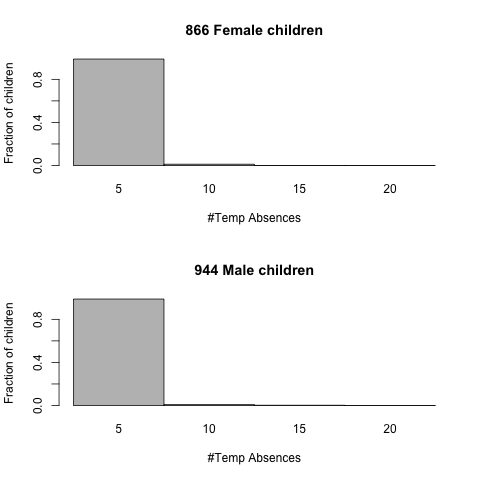 866 Female children
Fraction of children
0.0 0.4 0.8
5 10 15 20
#Temp Absences
944 Male children
Fraction of children
0.0 0.4 0.8
5 10 15 20
#Temp Absences